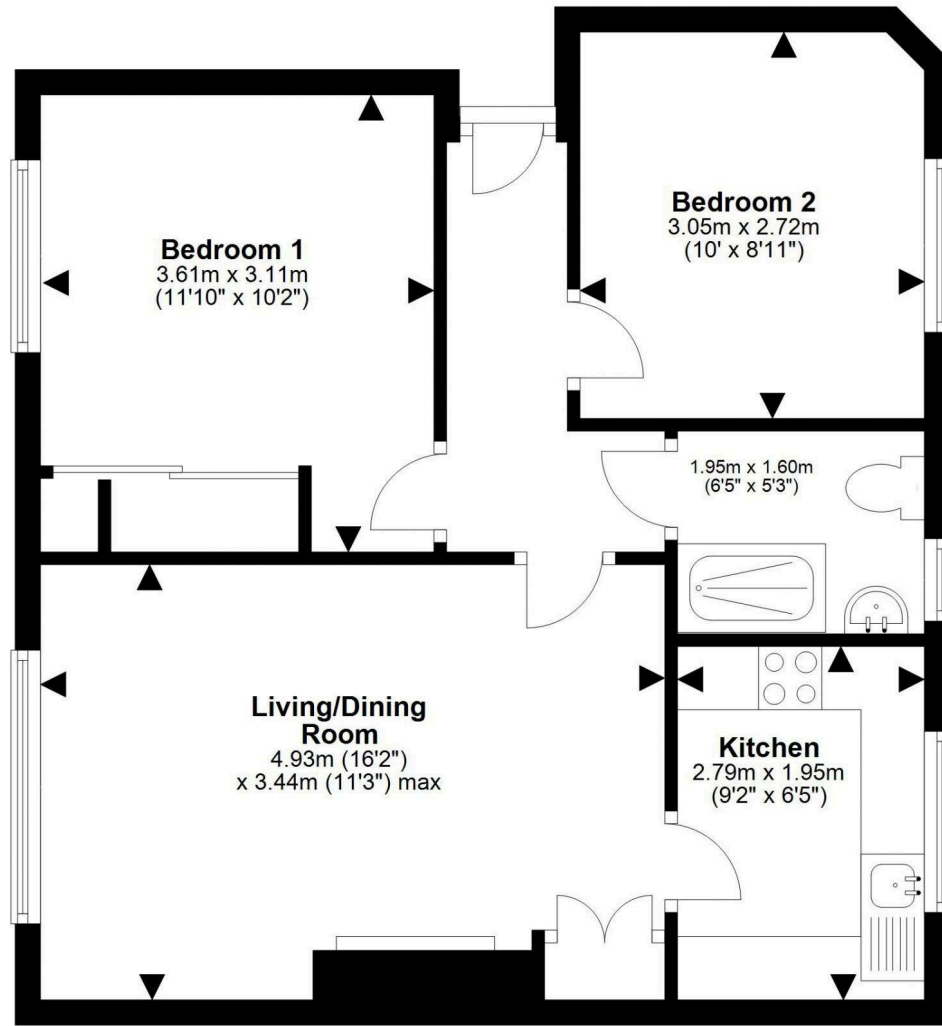 Bedroom 1
3.61m x 3.11m
(11'10" x 10'2")
Bedroom 2
3.05m x 2.72m
(10' x 8'11")
1.95m x 1.60m
(6'5" x 5'3")
Living/Dining
Room
4.93m (16'2")
x 3.44m (11'3") max
Kitchen
2.79m x 1.95m
(9'2" x 6'5")